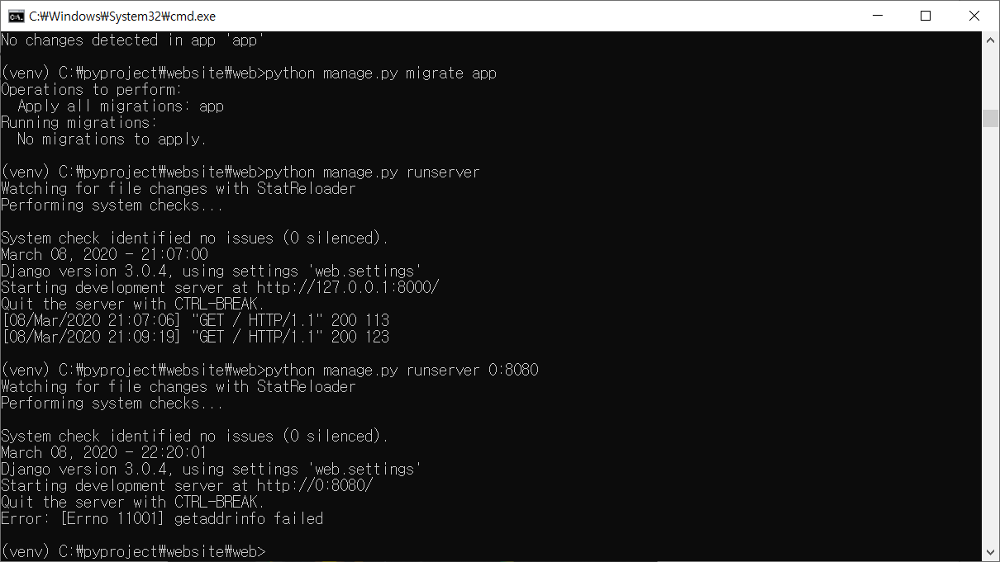 C:₩Windows₩System32₩cmd.exe
No changes detected in app 'app'
(venv) C:₩pyproject₩website₩web>python manage.py migrate app
Operations to perform:
  Apply all migrations: app
Running migrations:
  No migrations to apply.
(venv) C:₩pyproject₩website₩web>python manage.py runserver
Watching for file changes with StatReloader
Performing system checks...
System check identified no issues (0 silenced).
March 08, 2020 - 21:07:00
Django version 3.0.4, using settings 'web.settings'
Starting development server at http://127.0.0.1:8000/
Quit the server with CTRL-BREAK.
[08/Mar/2020 21:07:06] "GET / HTTP/1.1" 200 113
[08/Mar/2020 21:09:19] "GET / HTTP/1.1" 200 123
(venv) C:₩pyproject₩website₩web>python manage.py runserver 0:8080
Watching for file changes with StatReloader
Performing system checks...
System check identified no issues (0 silenced).
March 08, 2020 - 22:20:01
Django version 3.0.4, using settings 'web.settings'
Starting development server at http://0:8080/
Quit the server with CTRL-BREAK.
Error: [Errno 11001] getaddrinfo failed
(venv) C:₩pyproject₩website₩web>